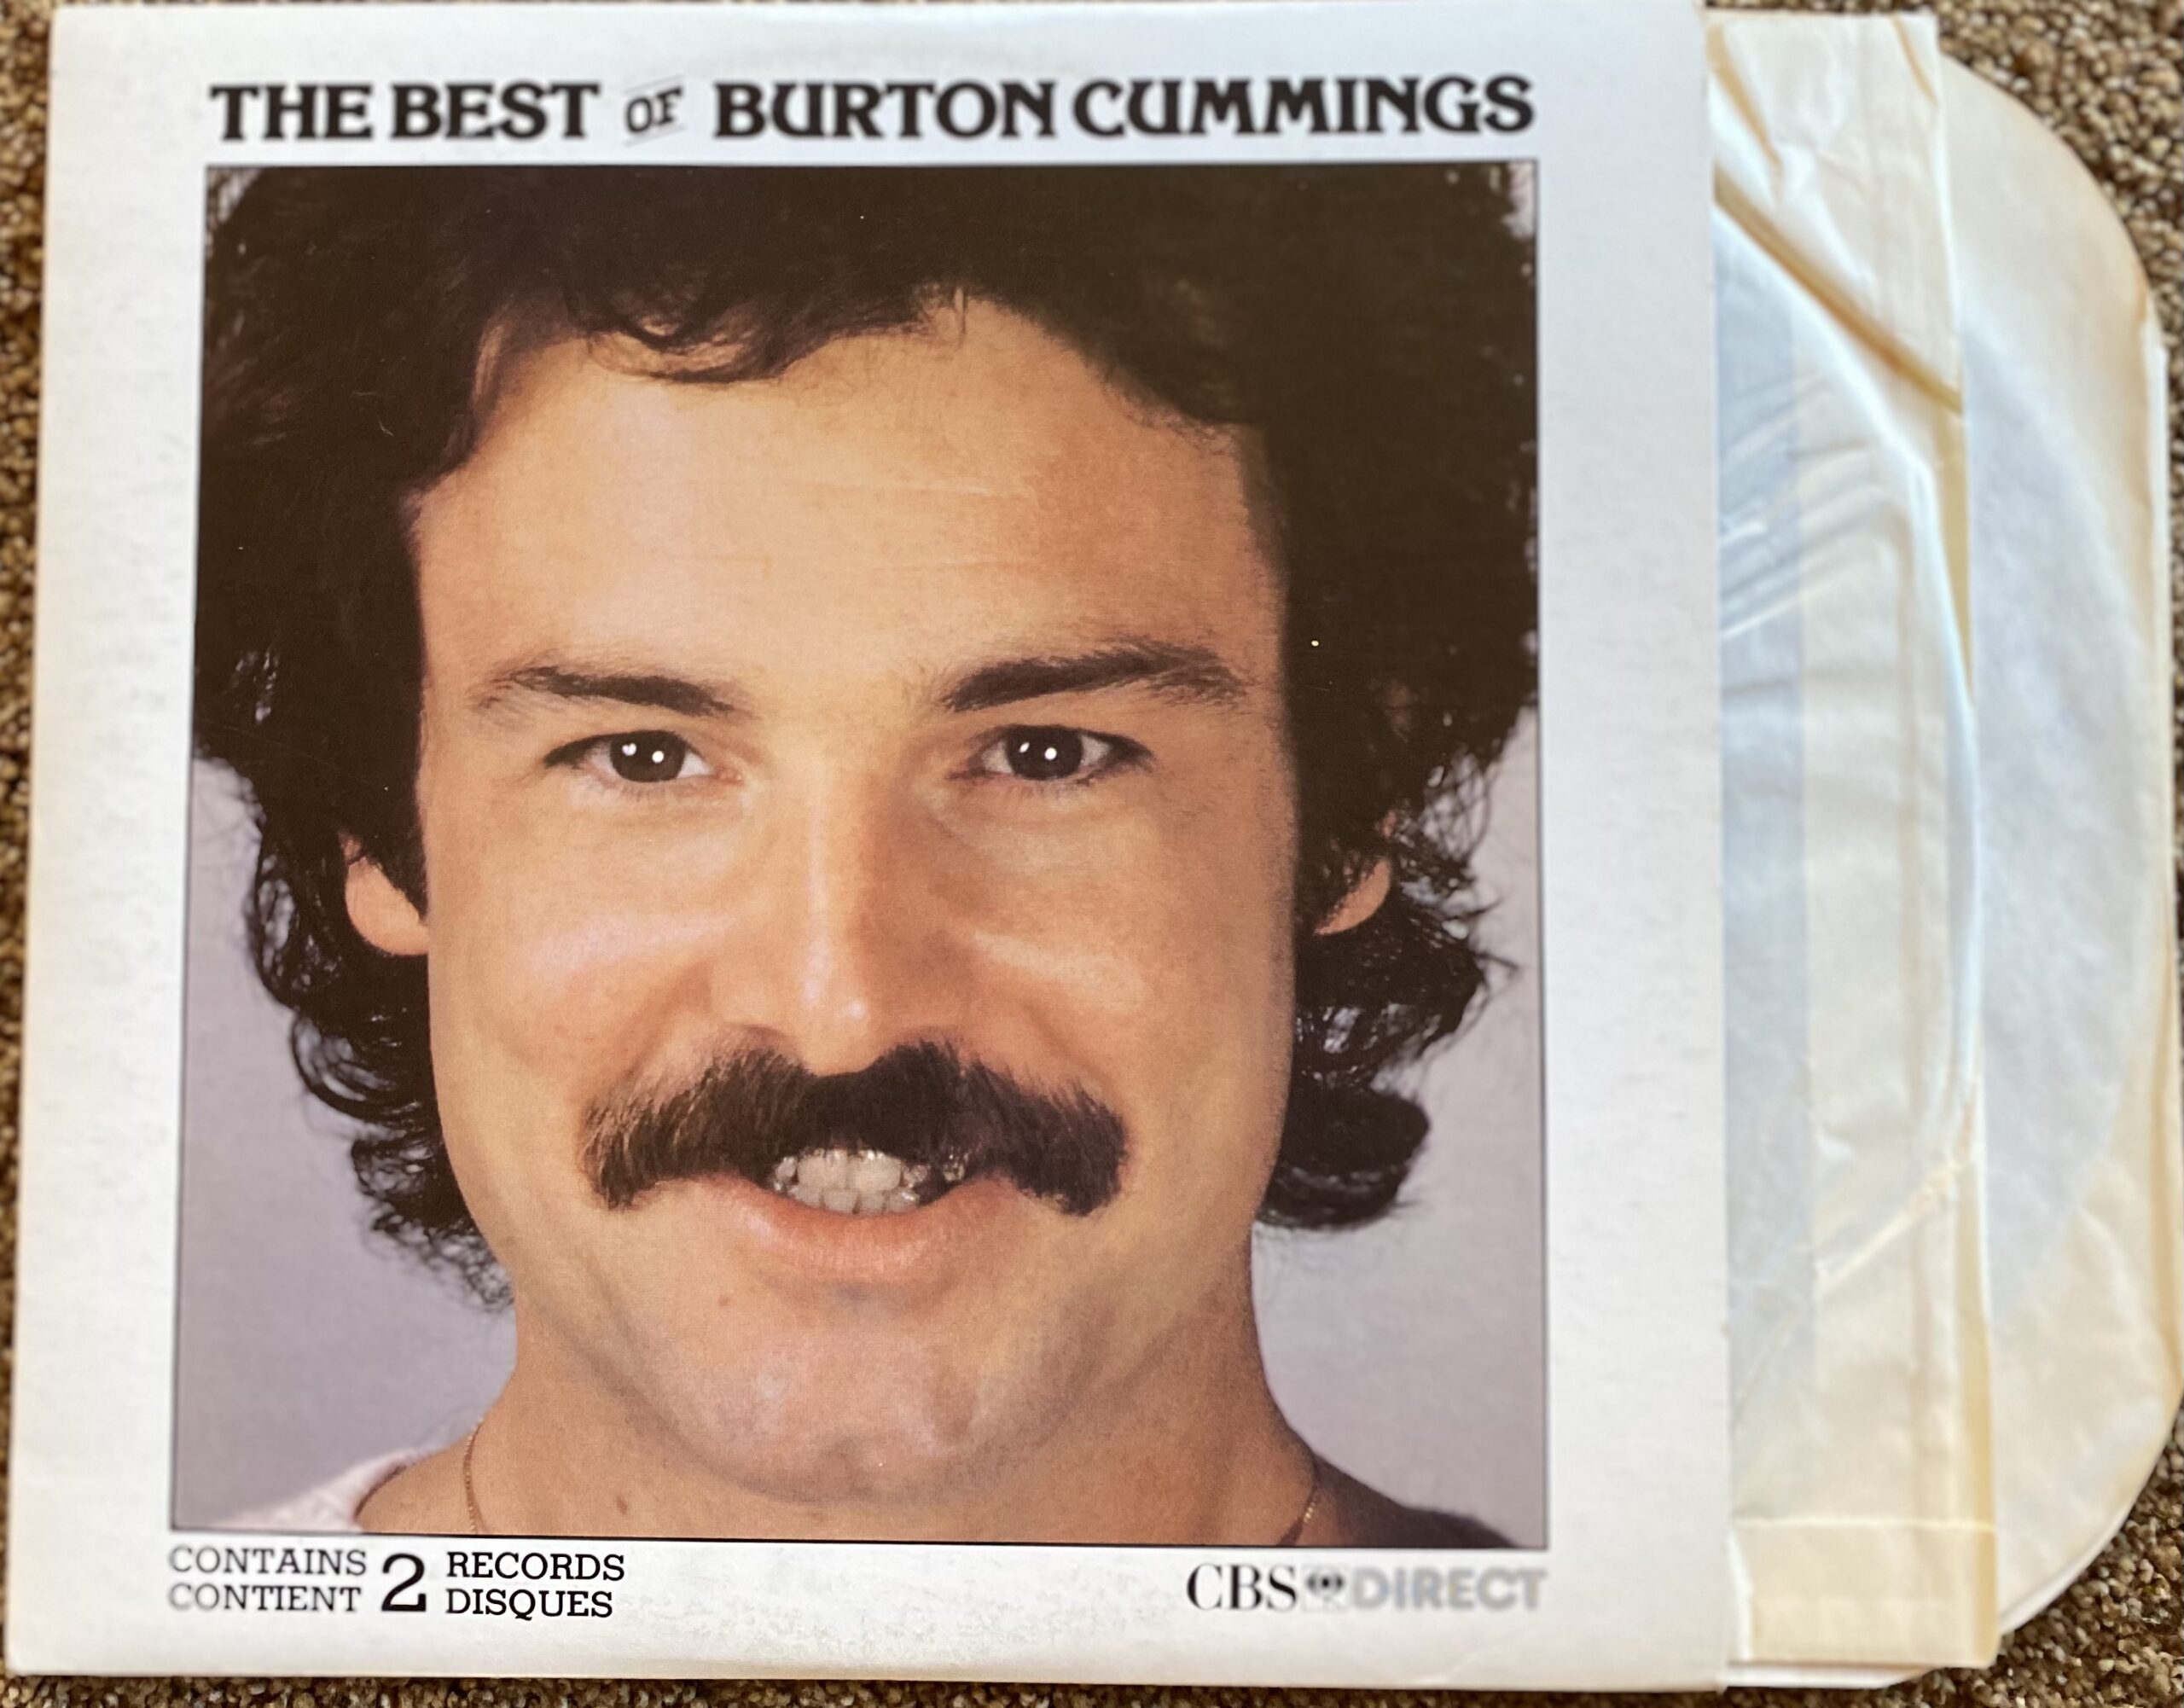 THE BEST OF BURTON CUMMINGS
CONTAINS 2 RECORDS
CONTIENT DISQUES
CBS DIRECT